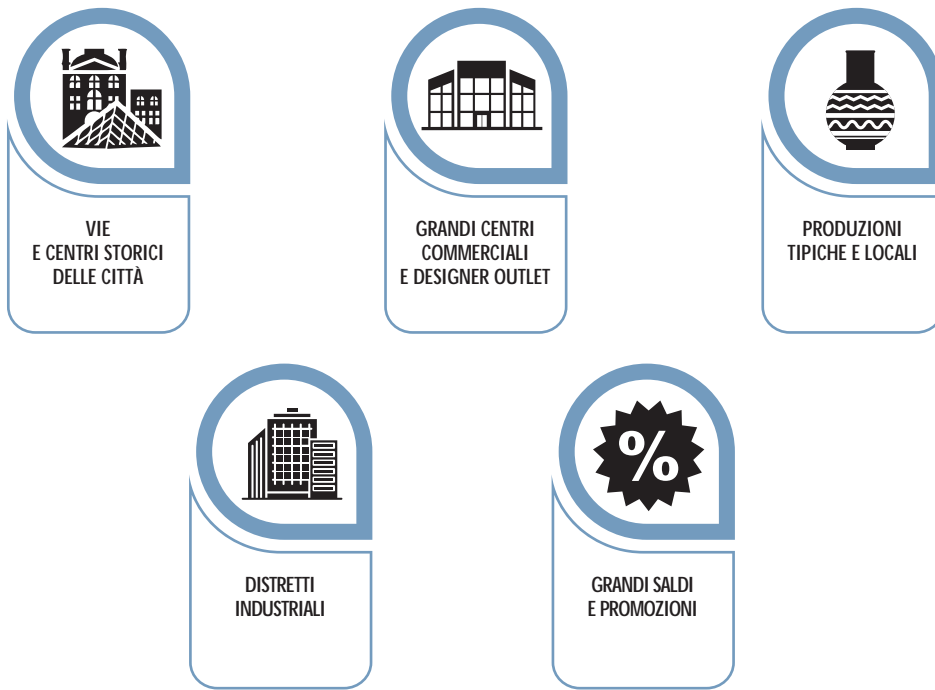 VIE
E CENTRI STORICI
DELLE CITTÀ
GRANDI CENTRI
COMMERCIALI
E DESIGNER OUTLET
PRODUZIONI
TIPICHE E LOCALI
DISTRETTI
INDUSTRIALI
%
GRANDI SALDI
E PROMOZIONI